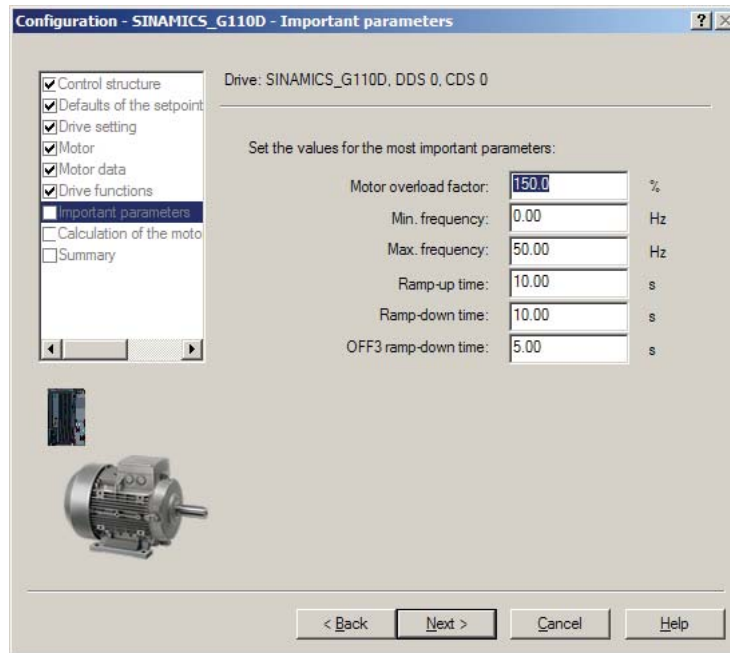 Configuration - SINAMICS_G110D - Important parameters
Control structure
Defaults of the setpoint
Drive setting
Motor
Motor data
Drive functions
Important parameters
Calculation of the moto
Summary
Drive: SINAMICS_G110D, DDS 0, CDS 0
Set the values for the most important parameters:
Motor overload factor: 150.0 %
Min. frequency: 0.00 Hz
Max. frequency: 50.00 Hz
Ramp-up time: 10.00 s
Ramp-down time: 10.00 s
OFF3 ramp-down time: 5.00 s
< Back Next > Cancel Help